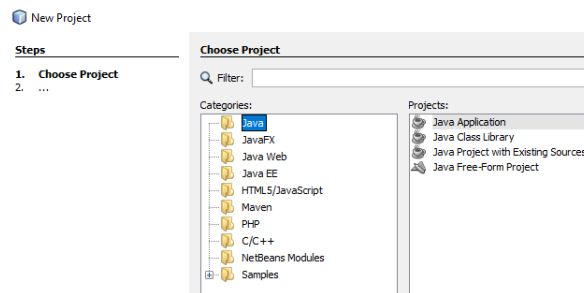 New Project
Steps
1. Choose Project
2. ...
Choose Project
Filter:
Categories:
Java
JavaFX
Java Web
Java EE
HTML5/JavaScript
Maven
PHP
C/C++
NetBeans Modules
Samples
Projects:
Java Application
Java Class Library
Java Project with Existing Sources
Java Free-Form Project